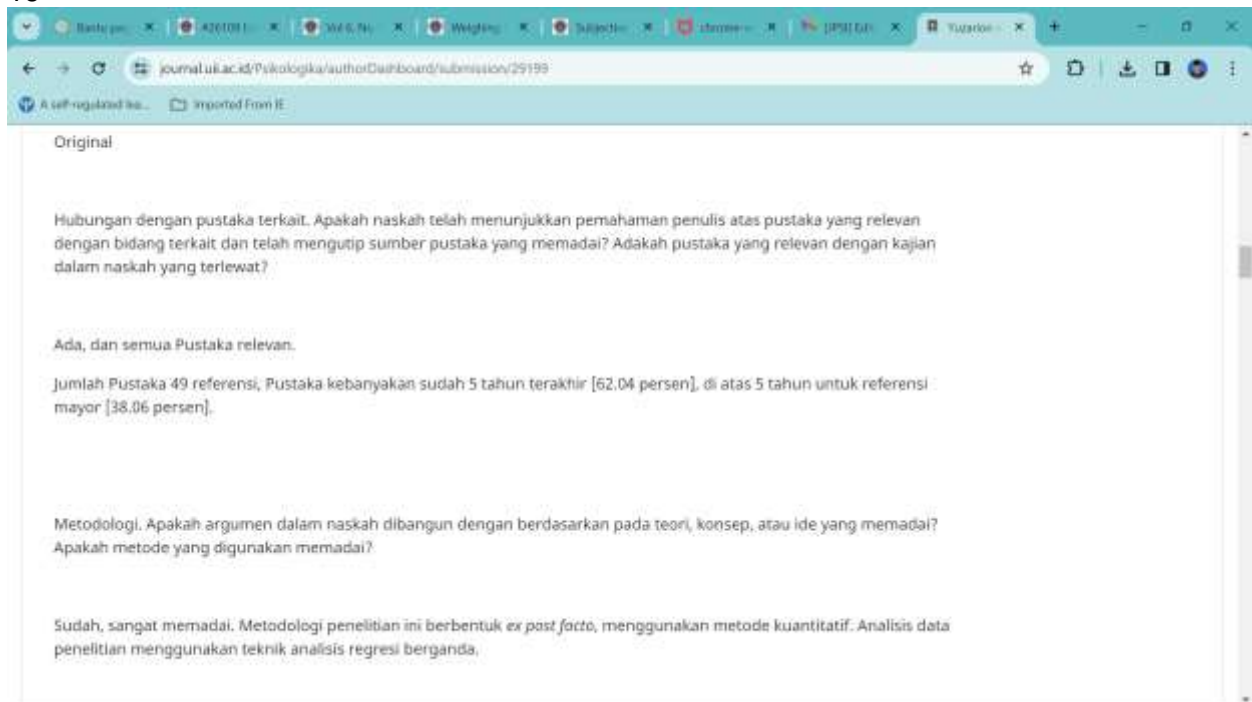 journal.uii.ac.id/Psikologika/authorDashboard/submission/29199
A self-regulated lea... Imported From IE
Original
Hubungan dengan pustaka terkait. Apakah naskah telah menunjukkan pemahaman penulis atas pustaka yang relevan
dengan bidang terkait dan telah mengutip sumber pustaka yang memadai? Adakah pustaka yang relevan dengan kajian
dalam naskah yang terlewat?
Ada, dan semua Pustaka relevan.
Jumlah Pustaka 49 referensi, Pustaka kebanyakan sudah 5 tahun terakhir [62.04 persen], di atas 5 tahun untuk referensi
mayor [38.06 persen].
Metodologi. Apakah argumen dalam naskah dibangun dengan berdasarkan pada teori, konsep, atau ide yang memadai?
Apakah metode yang digunakan memadai?
Sudah, sangat memadai. Metodologi penelitian ini berbentuk ex post facto, menggunakan metode kuantitatif. Analisis data
penelitian menggunakan teknik analisis regresi berganda.